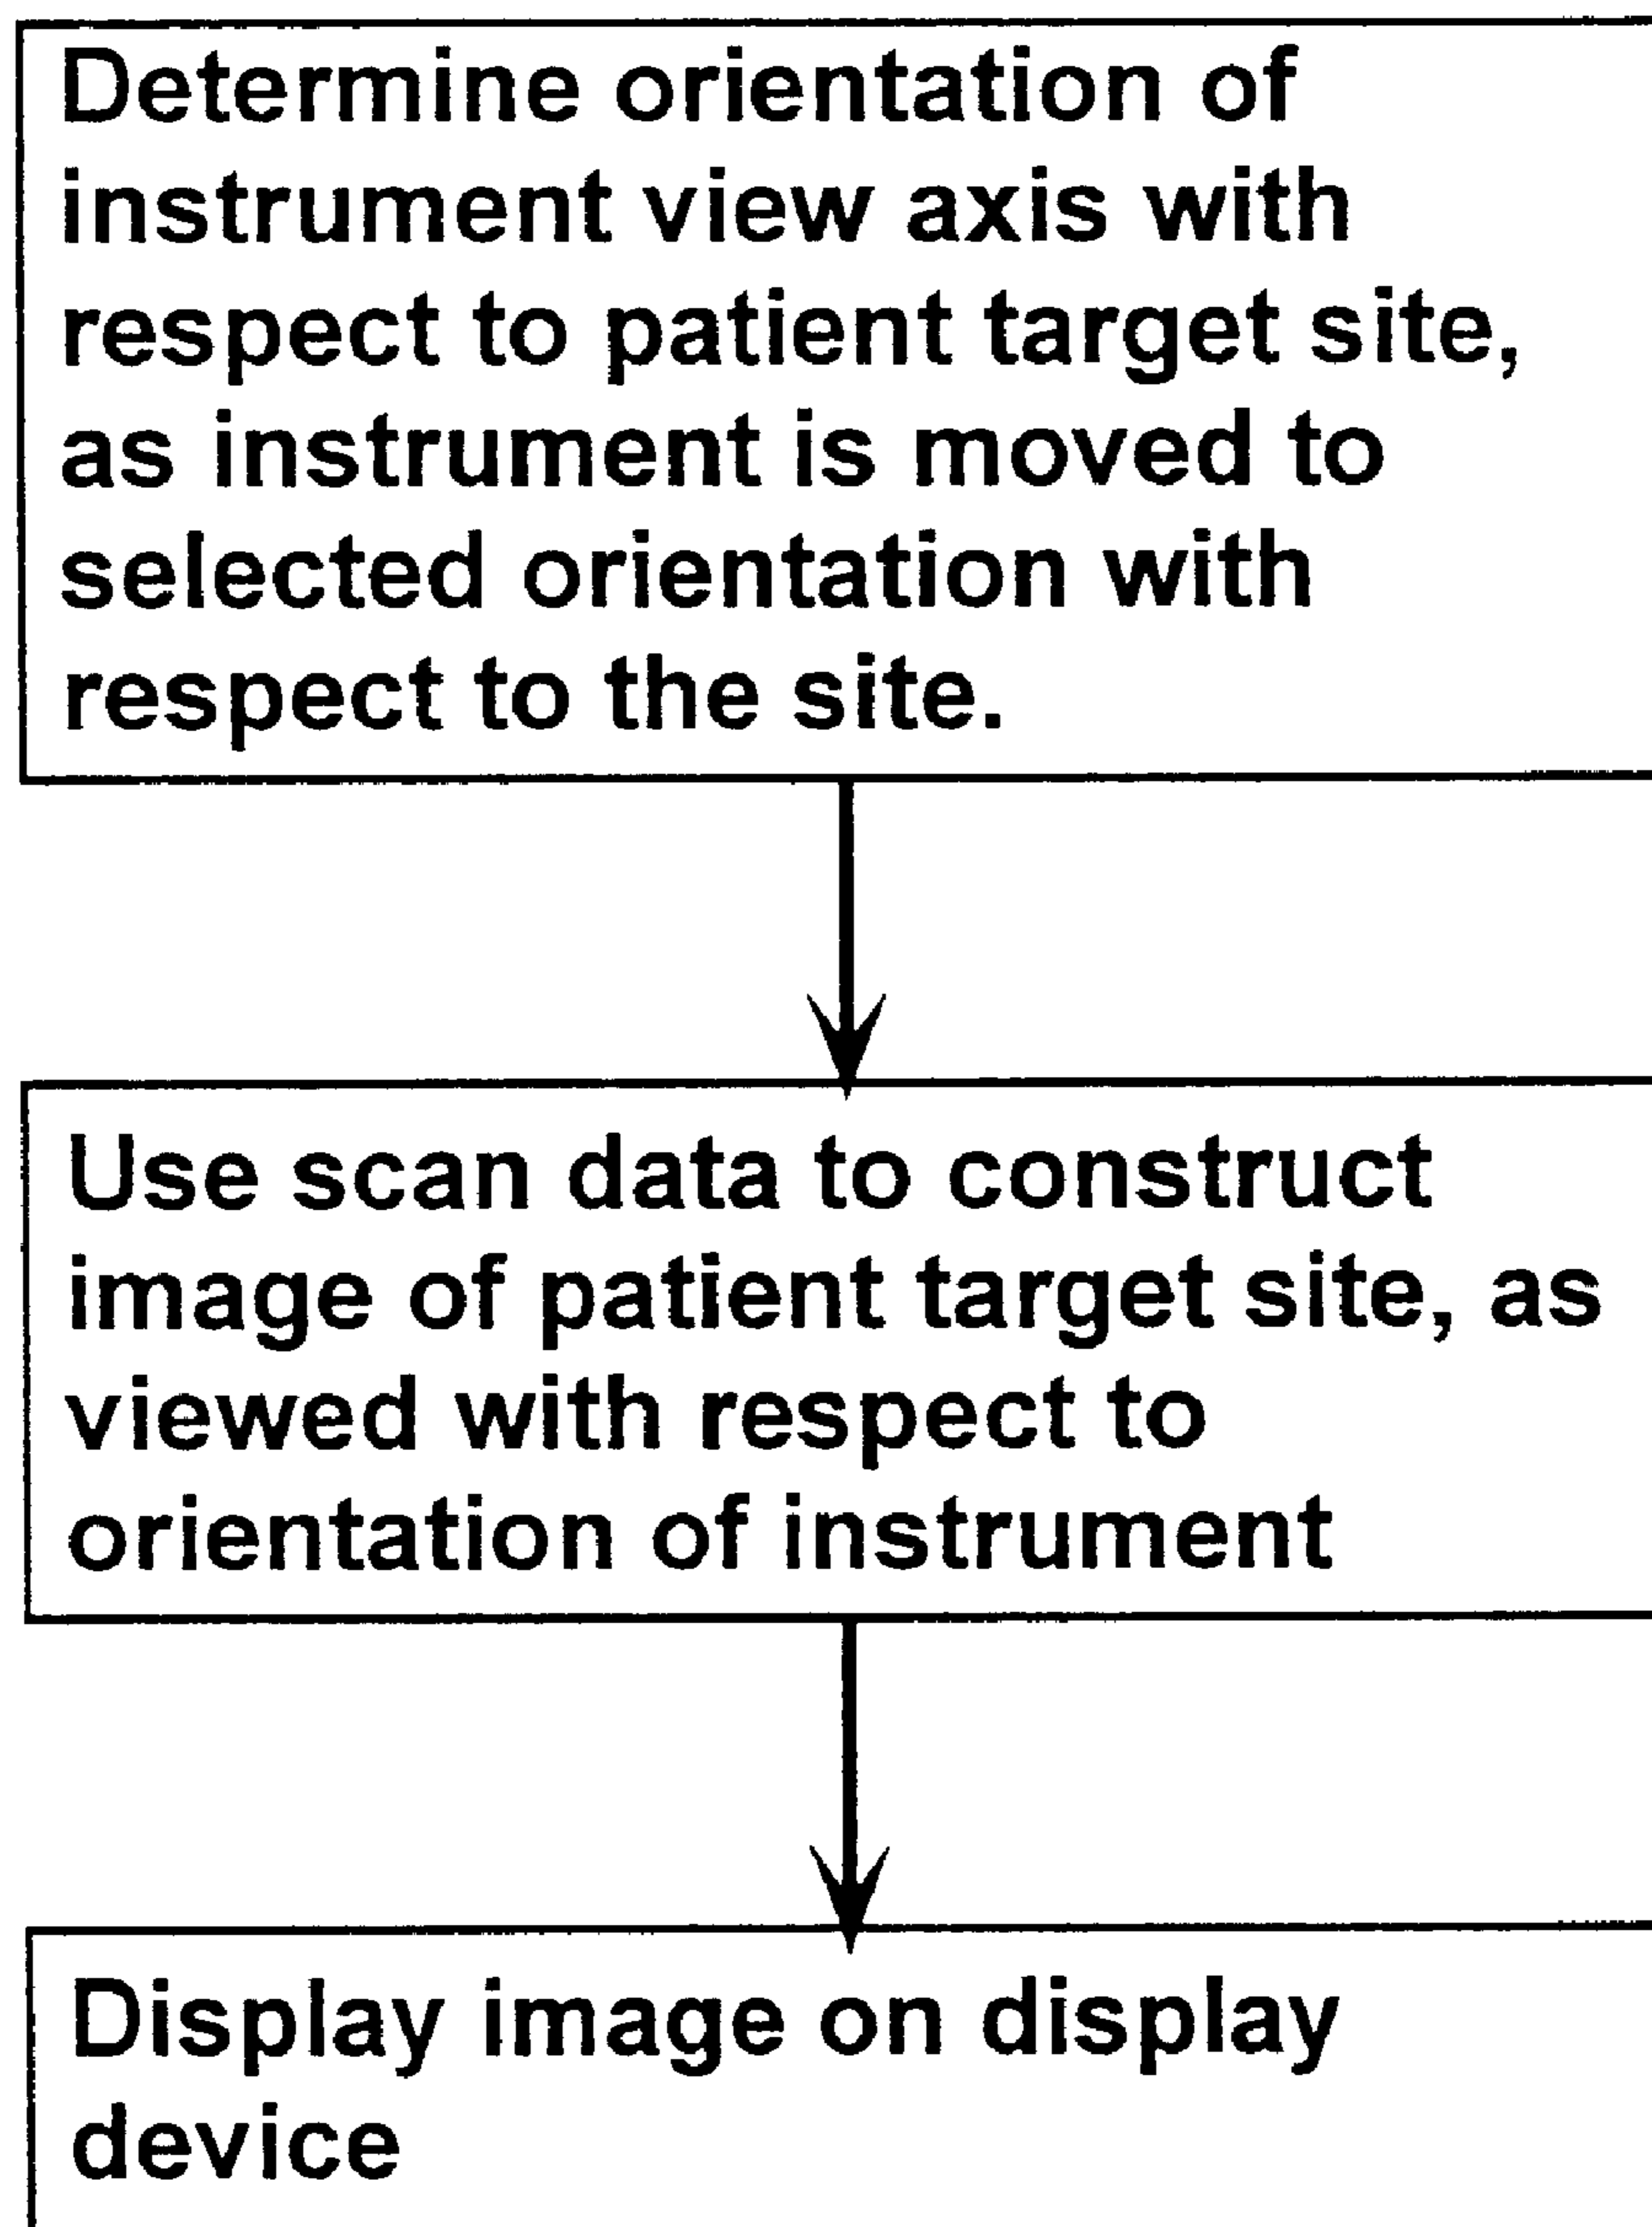 Determine orientation of
instrument view axis with
respect to patient target site,
as instrument is moved to
selected orientation with
respect to the site.
Use scan data to construct
image of patient target site, as
viewed with respect to
orientation of instrument
Display image on display
device